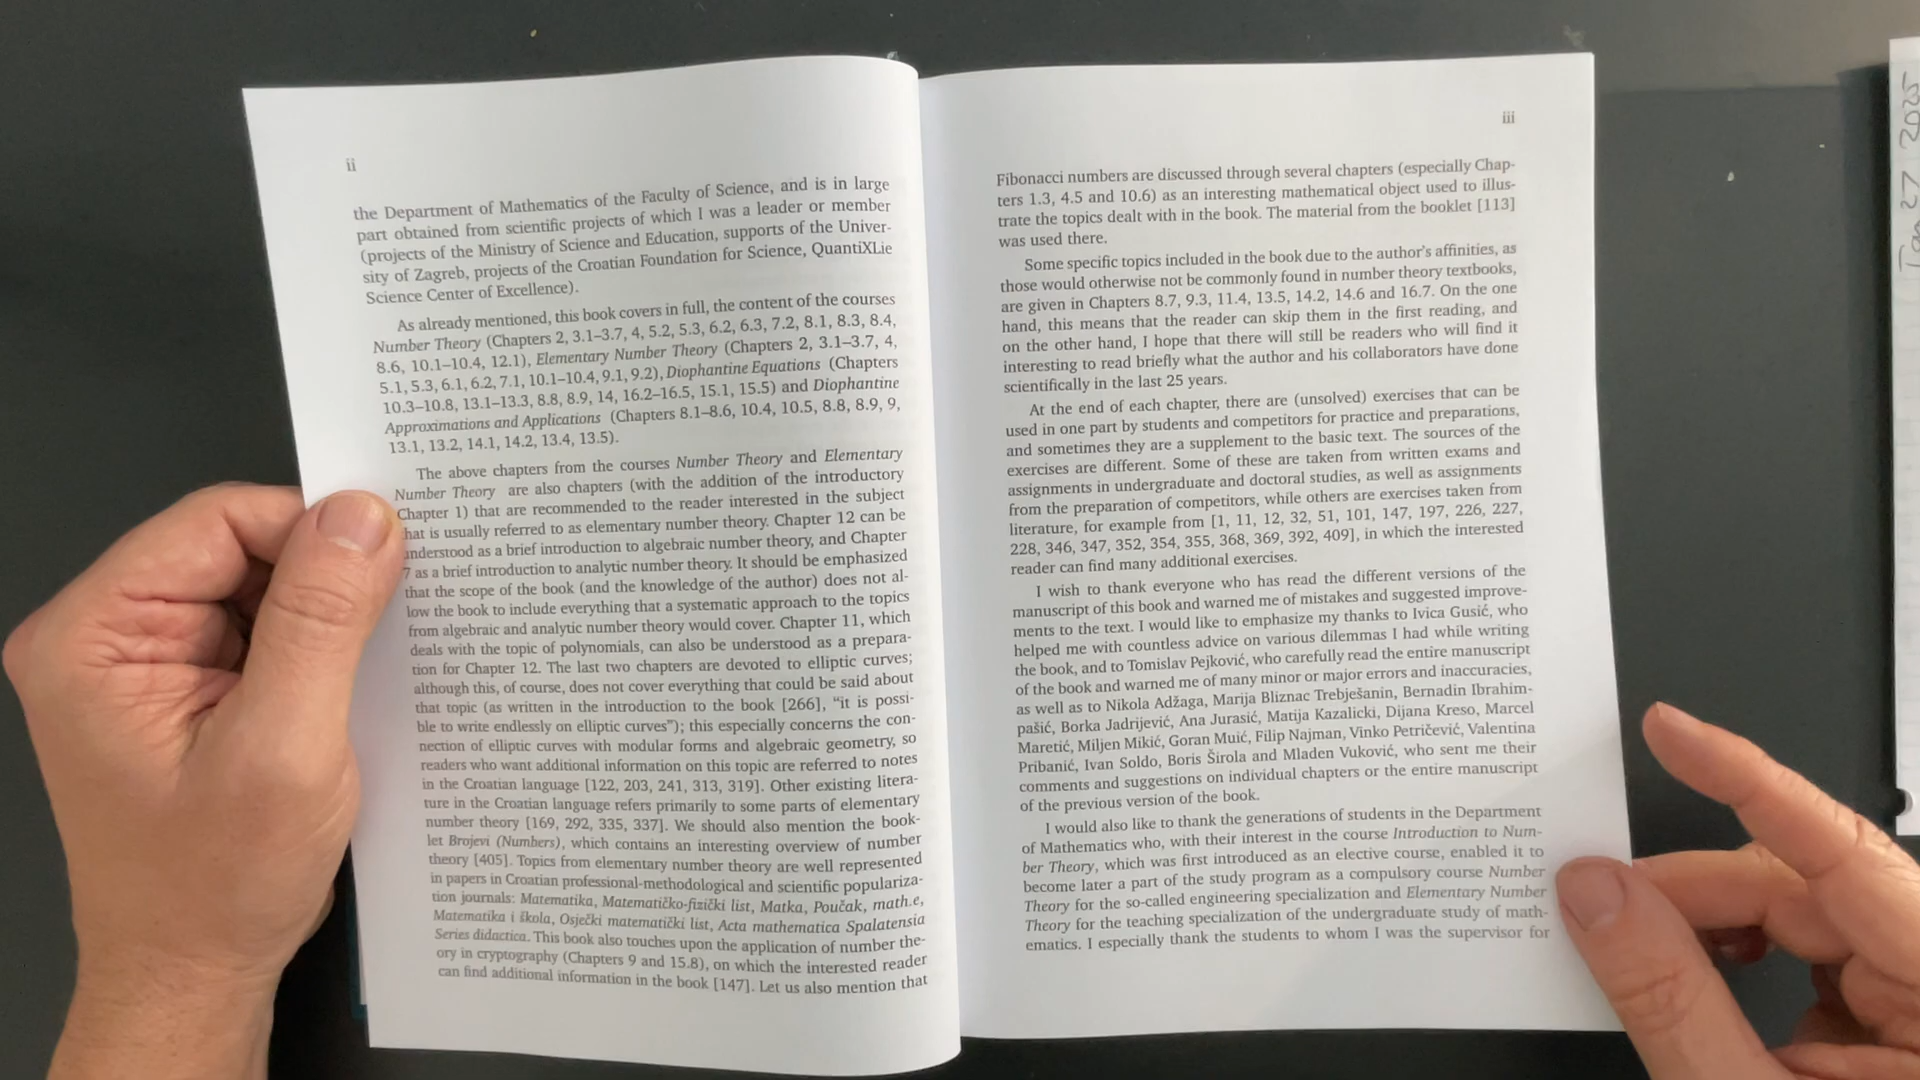 ii
the Department of Mathematics of the Faculty of Science, and is in large
part obtained from scientific projects of which I was a leader or member
(projects of the Ministry of Science and Education, supports of the Univer-
sity of Zagreb, projects of the Croatian Foundation for Science, QuantiXLie
Science Center of Excellence).
As already mentioned, this book covers in full, the content of the courses
Number Theory (Chapters 2, 3.1–3.7, 4, 5.2, 5.3, 6.2, 6.3, 7.2, 8.1, 8.3, 8.4,
8.6, 10.1–10.4, 12.1), Elementary Number Theory (Chapters 2, 3.1–3.7, 4,
5.1, 5.3, 6.1, 6.2, 7.1, 10.1–10.4, 9.1, 9.2), Diophantine Equations (Chapters
10.3–10.8, 13.1–13.3, 8.8, 8.9, 14, 16.2–16.5, 15.1, 15.5) and Diophantine
Approximations and Applications (Chapters 8.1–8.6, 10.4, 10.5, 8.8, 8.9, 9,
13.1, 13.2, 14.1, 14.2, 13.4, 13.5).
The above chapters from the courses Number Theory and Elementary
Number Theory are also chapters (with the addition of the introductory
Chapter 1) that are recommended to the reader interested in the subject
hat is usually referred to as elementary number theory. Chapter 12 can be
understood as a brief introduction to algebraic number theory, and Chapter
7 as a brief introduction to analytic number theory. It should be emphasized
that the scope of the book (and the knowledge of the author) does not al-
low the book to include everything that a systematic approach to the topics
from algebraic and analytic number theory would cover. Chapter 11, which
deals with the topic of polynomials, can also be understood as a prepara-
tion for Chapter 12. The last two chapters are devoted to elliptic curves;
although this, of course, does not cover everything that could be said about
that topic (as written in the introduction to the book [266], “it is possi-
ble to write endlessly on elliptic curves”); this especially concerns the con-
nection of elliptic curves with modular forms and algebraic geometry, so
readers who want additional information on this topic are referred to notes
in the Croatian language [122, 203, 241, 313, 319]. Other existing litera-
ture in the Croatian language refers primarily to some parts of elementary
number theory [169, 292, 335, 337]. We should also mention the book-
let Brojevi (Numbers), which contains an interesting overview of number
theory [405]. Topics from elementary number theory are well represented
in papers in Croatian professional-methodological and scientific populariza-
tion journals: Matematika, Matematičko-fizički list, Matka, Poučak, math.e,
Matematika i škola, Osječki matematički list, Acta mathematica Spalatensia
Series didactica. This book also touches upon the application of number the-
ory in cryptography (Chapters 9 and 15.8), on which the interested reader
can find additional information in the book [147]. Let us also mention that
iii
Fibonacci numbers are discussed through several chapters (especially Chap-
ters 1.3, 4.5 and 10.6) as an interesting mathematical object used to illus-
trate the topics dealt with in the book. The material from the booklet [113]
was used there.
Some specific topics included in the book due to the author’s affinities, as
those would otherwise not be commonly found in number theory textbooks,
are given in Chapters 8.7, 9.3, 11.4, 13.5, 14.2, 14.6 and 16.7. On the one
hand, this means that the reader can skip them in the first reading, and
on the other hand, I hope that there will still be readers who will find it
interesting to read briefly what the author and his collaborators have done
scientifically in the last 25 years.
At the end of each chapter, there are (unsolved) exercises that can be
used in one part by students and competitors for practice and preparations,
and sometimes they are a supplement to the basic text. The sources of the
exercises are different. Some of these are taken from written exams and
assignments in undergraduate and doctoral studies, as well as assignments
from the preparation of competitors, while others are exercises taken from
literature, for example from [1, 11, 12, 32, 51, 101, 147, 197, 226, 227,
228, 346, 347, 352, 354, 355, 368, 369, 392, 409], in which the interested
reader can find many additional exercises.
I wish to thank everyone who has read the different versions of the
manuscript of this book and warned me of mistakes and suggested improve-
ments to the text. I would like to emphasize my thanks to Ivica Gusić, who
helped me with countless advice on various dilemmas I had while writing
the book, and to Tomislav Pejković, who carefully read the entire manuscript
of the book and warned me of many minor or major errors and inaccuracies,
as well as to Nikola Adžaga, Marija Bliznac Trebješanin, Bernadin Ibrahim-
pašić, Borka Jadrijević, Ana Jurasić, Matija Kazalicki, Dijana Kreso, Marcel
Maretić, Miljen Mikić, Goran Muić, Filip Najman, Vinko Petričević, Valentina
Pribanić, Ivan Soldo, Boris Širola and Mladen Vuković, who sent me their
comments and suggestions on individual chapters or the entire manuscript
of the previous version of the book.
I would also like to thank the generations of students in the Department
of Mathematics who, with their interest in the course Introduction to Num-
ber Theory, which was first introduced as an elective course, enabled it to
become later a part of the study program as a compulsory course Number
Theory for the so-called engineering specialization and Elementary Number
Theory for the teaching specialization of the undergraduate study of math-
ematics. I especially thank the students to whom I was the supervisor for
27 2025